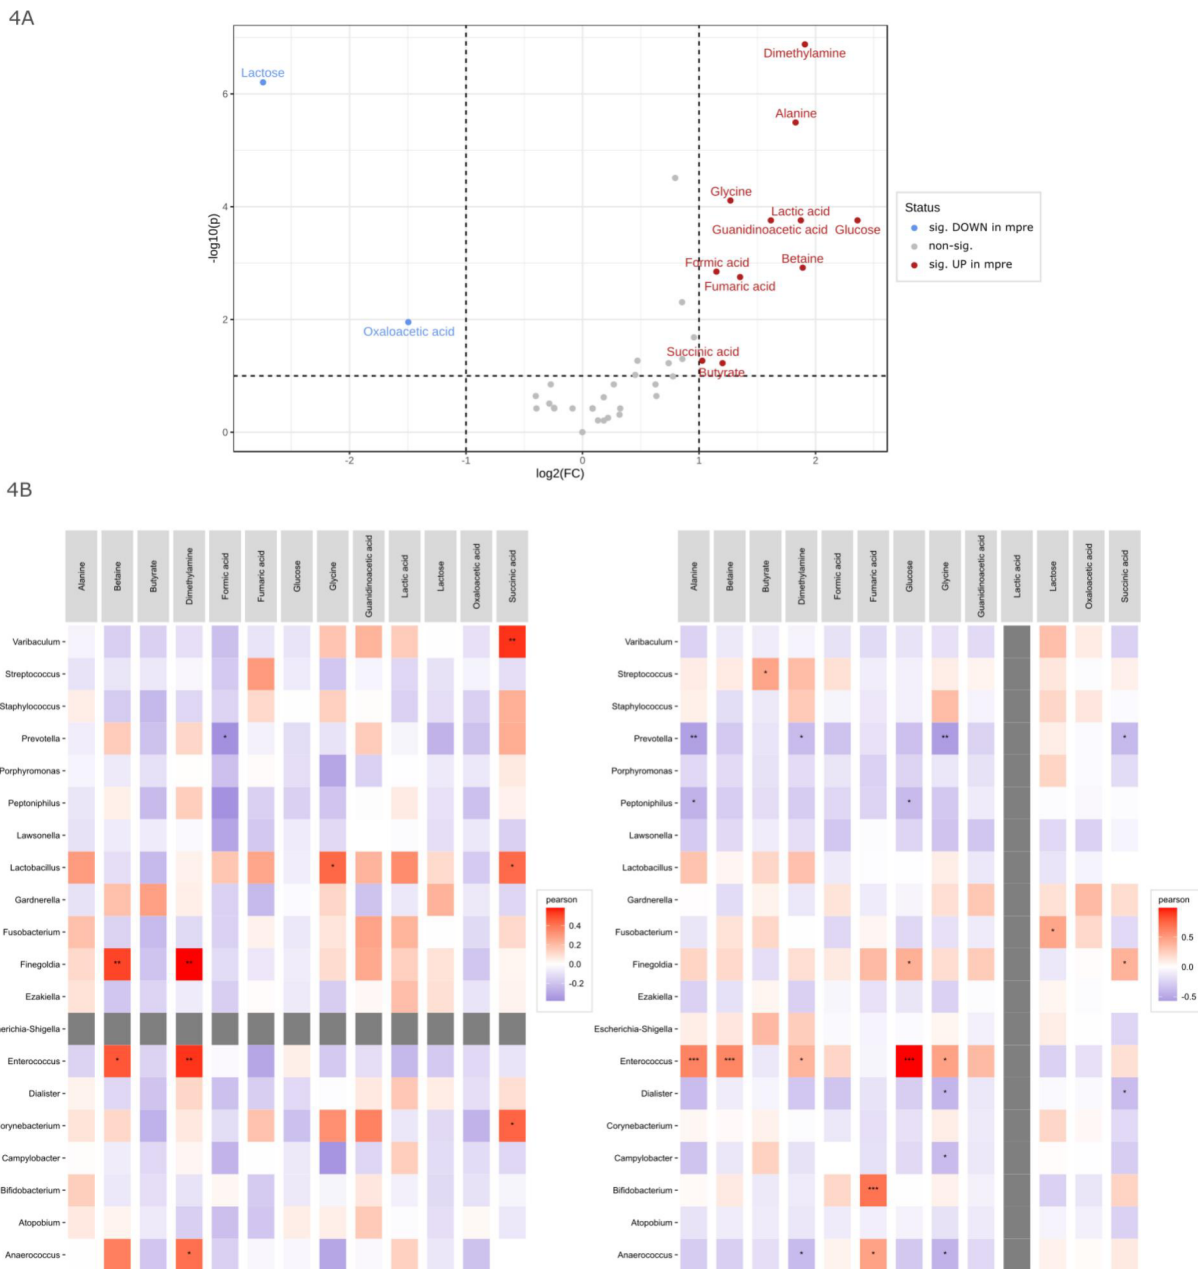 4A
Dimethylamine
Lactose
6
Alanine
Glycine
4
Lactic acid
Guanidinoacetic acid Glucose
Betaine
Formic acid
Fumaric acid
-log10(p)
2
Oxaloacetic acid
Succinic acid
Butyrate
0
-2 -1 0 1 2
log2(FC)
Status
sig. DOWN in mpre
non-sig.
sig. UP in mpre
4B
Alanine
Betaine
Butyrate
Dimethylamine
Formic acid
Fumaric acid
Glucose
Glycine
Guanidinoacetic acid
Lactic acid
Lactose
Oxaloacetic acid
Succinic acid
Varibaculum
**
Streptococcus
Staphylococcus
Prevotella
*
Porphyromonas
Peptoniphilus
Lawsonella
Lactobacillus
* *
Gardnerella
Fusobacterium
Finegoldia
** **
Ezakiella
erichia-Shigella
Enterococcus
* **
Dialister
orynebacterium
*
Campylobacter
Bifidobacterium
Atopobium
Anaerococcus
*
pearson
0.4
0.2
0.0
-0.2
Alanine
Betaine
Butyrate
Dimethylamine
Formic acid
Fumaric acid
Glucose
Glycine
Guanidinoacetic acid
Lactic acid
Lactose
Oxaloacetic acid
Succinic acid
Varibaculum
Streptococcus
*
Staphylococcus
Prevotella
** * ** *
Porphyromonas
Peptoniphilus
* *
Lawsonella
Lactobacillus
Gardnerella
Fusobacterium
*
Finegoldia
* *
Ezakiella
Escherichia-Shigella
Enterococcus
*** *** * *** *
Dialister
* *
Corynebacterium
Campylobacter
*
Bifidobacterium
***
Atopobium
Anaerococcus
* * *
pearson
0.5
0.0
-0.5